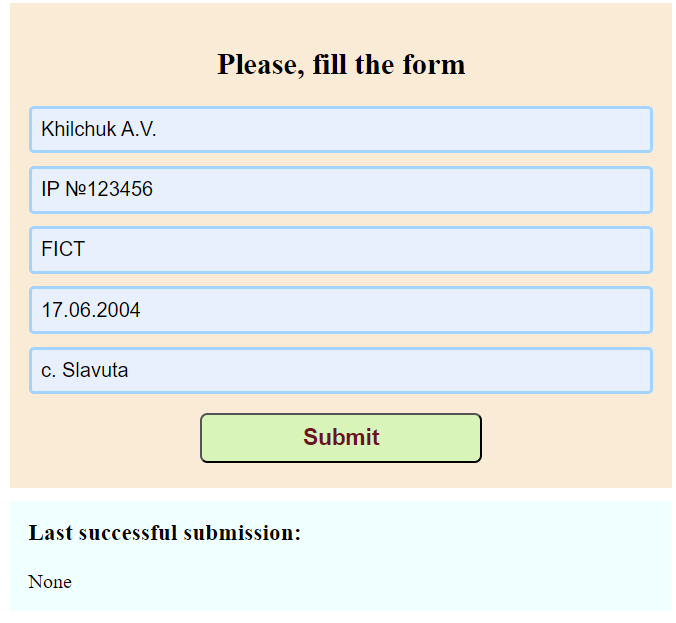 Please, fill the form
Khilchuk A.V.
IP №123456
FICT
17.06.2004
c. Slavuta
Submit
Last successful submission:
None